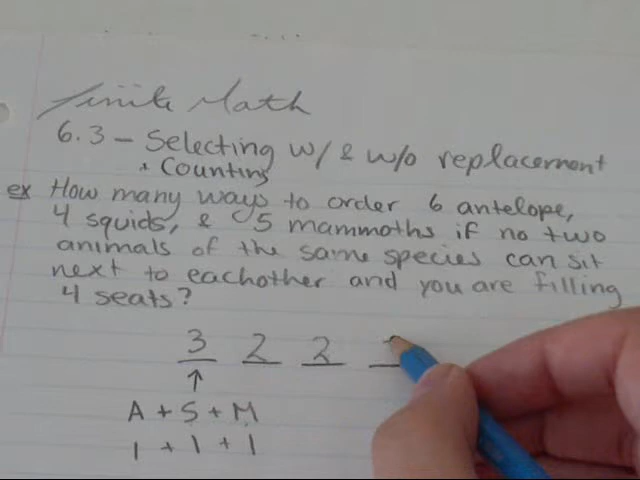 Finite Math
6.3 - Selecting w/ & w/o replacement
+ Counting
ex How many ways to order 6 antelope,
4 squids, & 5 mammoths if no two
animals of the same species can sit
next to eachother and you are filling
4 seats?
3 2 2
↑
A + S + M
1 + 1 + 1